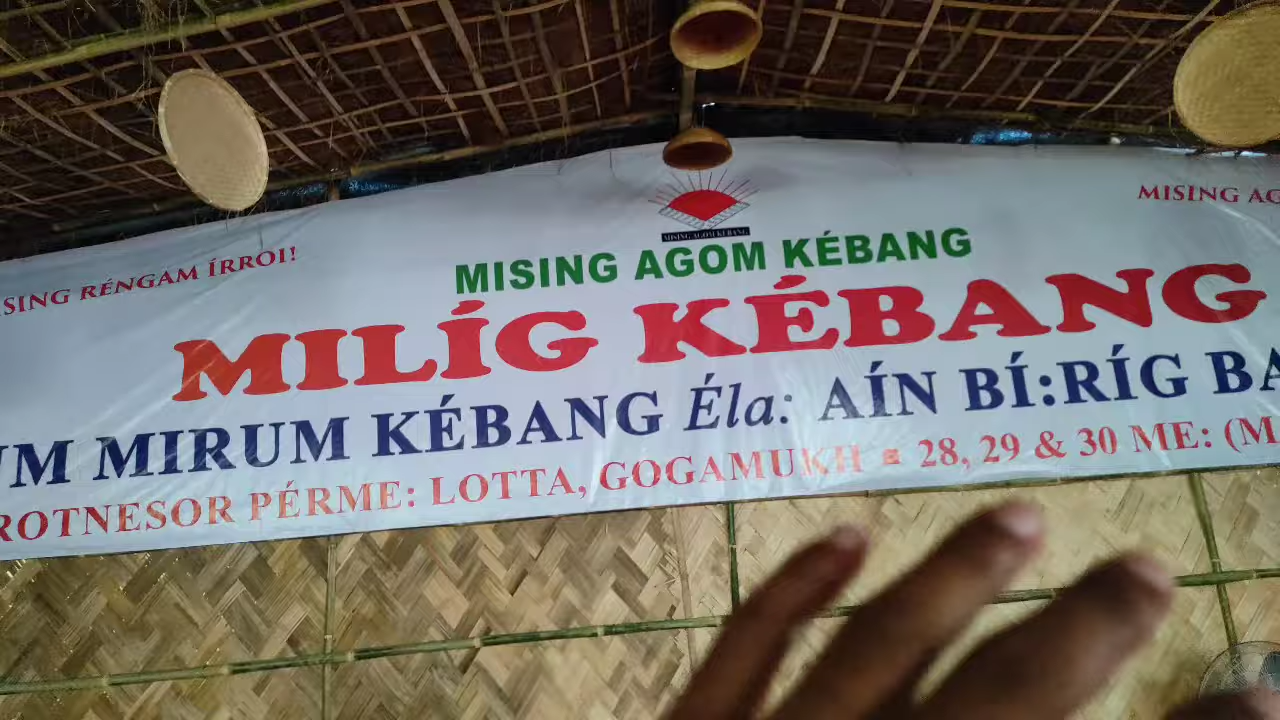 MISING AG
SING RÉNGAM ÍRROI!
MISING AGOM KÉBANG
MISING AGOM KÉBANG
MILÍG KÉBANG
UM MIRUM KÉBANG Éla: AÍN BÍ:RÍG BA
ROTNESOR PÉRME: LOTTA, GOGAMUKH 28, 29 & 30 ME: (M